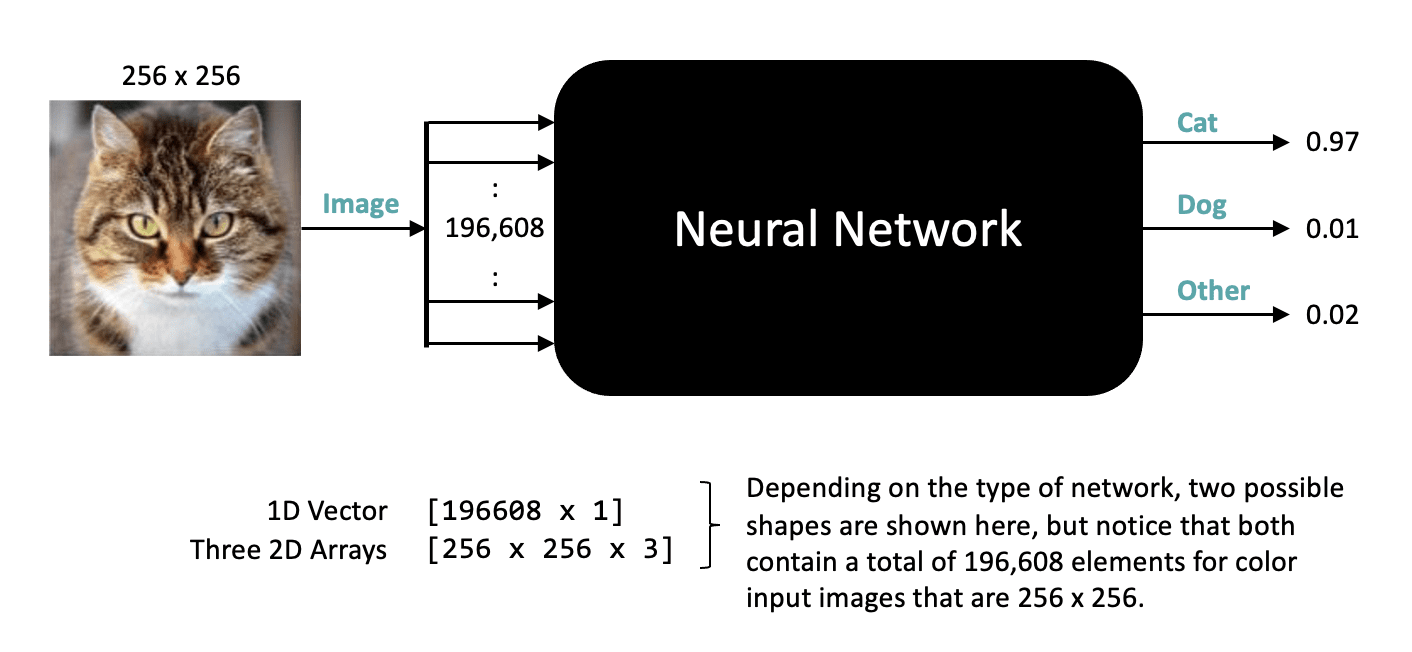 256 x 256
Image
:
196,608
:
Neural Network
Cat
0.97
Dog
0.01
Other
0.02
1D Vector [196608 x 1]
Three 2D Arrays [256 x 256 x 3]
Depending on the type of network, two possible
shapes are shown here, but notice that both
contain a total of 196,608 elements for color
input images that are 256 x 256.